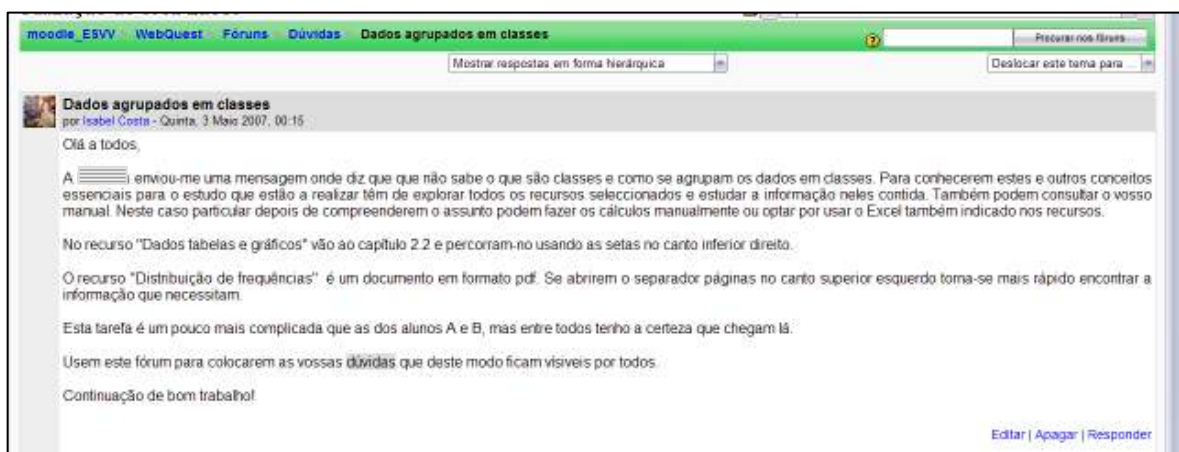 moodle_ESVV WebQuest Fóruns Dúvidas Dados agrupados em classes
Procurar nos fóruns
Mostrar respostas em forma hierárquica
Deslocar este tema para ...
Dados agrupados em classes
por Isabel Costa - Quinta, 3 Maio 2007, 00:15
Olá a todos,
A enviou-me uma mensagem onde diz que que não sabe o que são classes e como se agrupam os dados em classes. Para conhecerem estes e outros conceitos
essenciais para o estudo que estão a realizar têm de explorar todos os recursos seleccionados e estudar a informação neles contida. Também podem consultar o vosso
manual. Neste caso particular depois de compreenderem o assunto podem fazer os cálculos manualmente ou optar por usar o Excel também indicado nos recursos.
No recurso "Dados tabelas e gráficos" vão ao capítulo 2.2 e percorram-no usando as setas no canto inferior direito.
O recurso "Distribuição de frequências" é um documento em formato pdf. Se abrirem o separador páginas no canto superior esquerdo torna-se mais rápido encontrar a
informação que necessitam.
Esta tarefa é um pouco mais complicada que as dos alunos A e B, mas entre todos tenho a certeza que chegam lá.
Usem este fórum para colocarem as vossas dúvidas que deste modo ficam visíveis por todos.
Continuação de bom trabalho!
Editar | Apagar | Responder